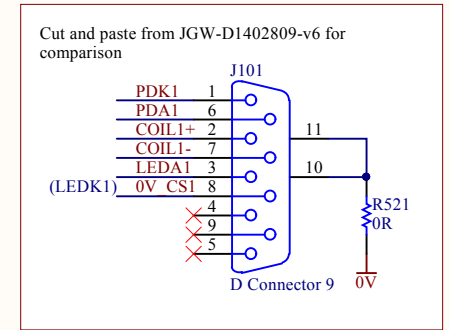 Cut and paste from JGW-D1402809-v6 for
comparison
J101
PDK1 1
PDA1 6
COIL1+ 2
COIL1- 7
LEDA1 3
(LEDK1) 0V_CS1 8
4
9
5
11
10
R521
0R
0V
D Connector 9